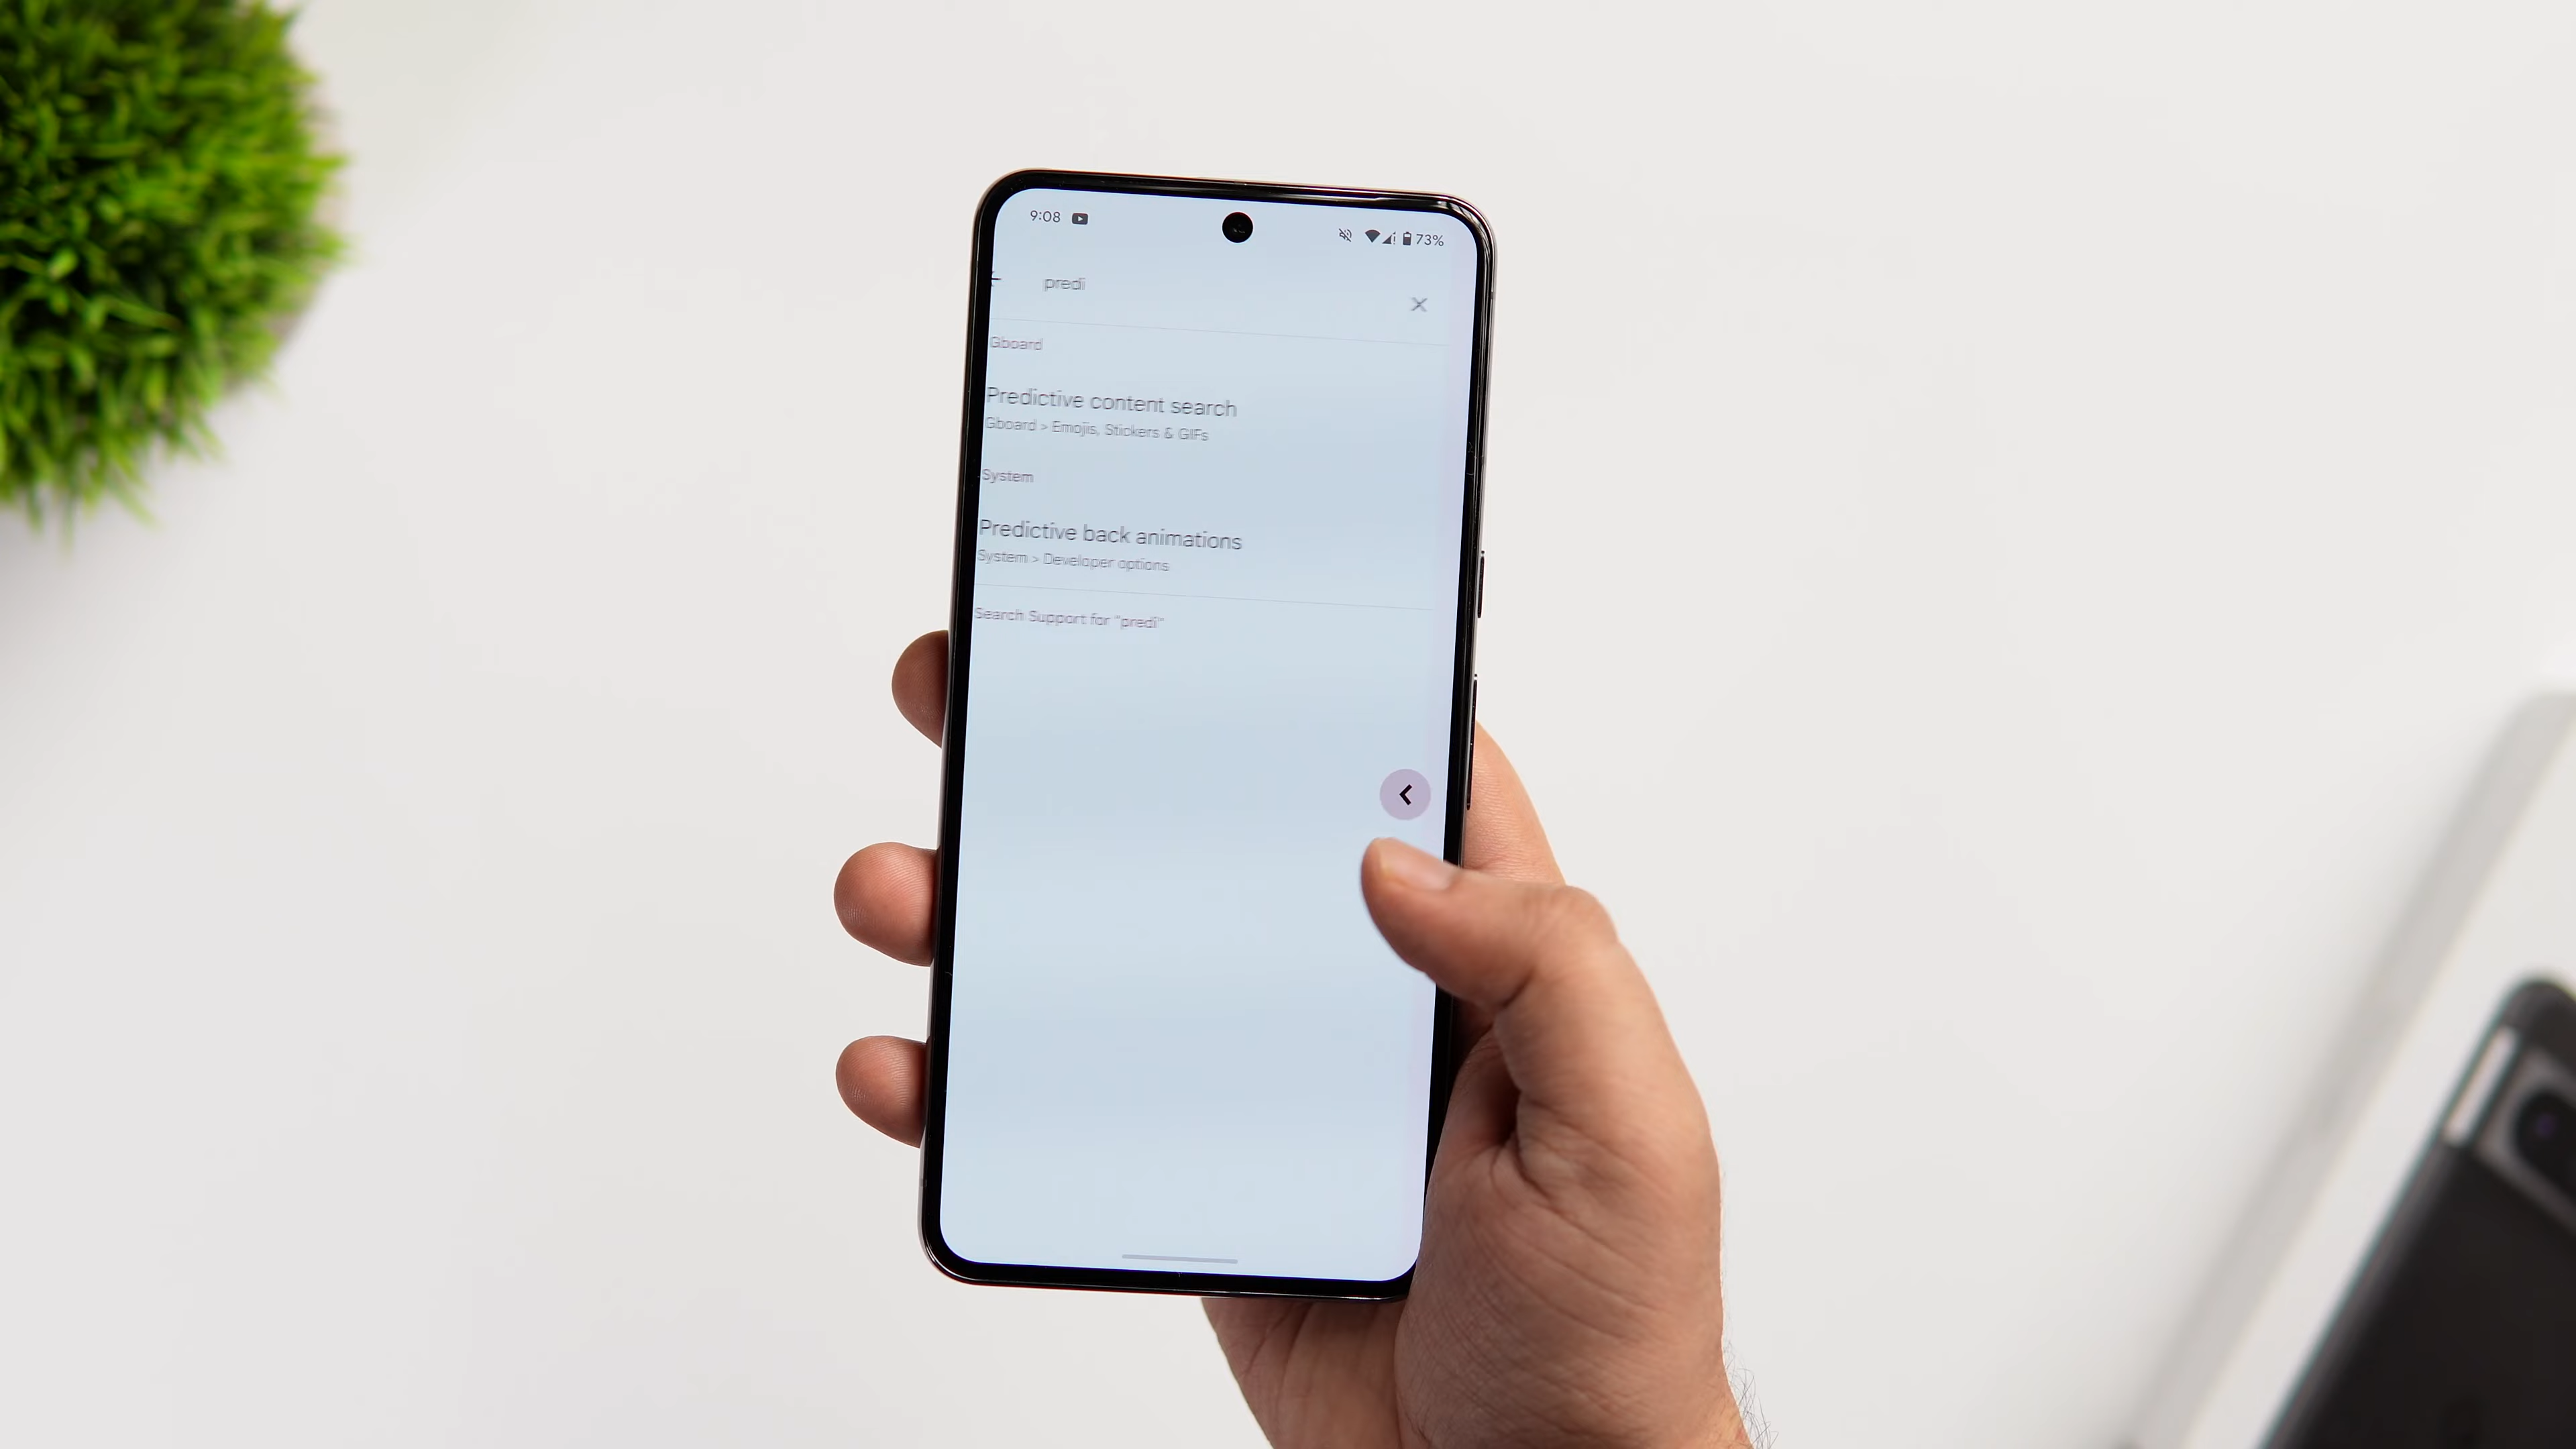 9:08
73%
predi
Gboard
Predictive content search
Gboard > Emojis, Stickers & GIFs
System
Predictive back animations
System > Developer options
Search Support for "predi"